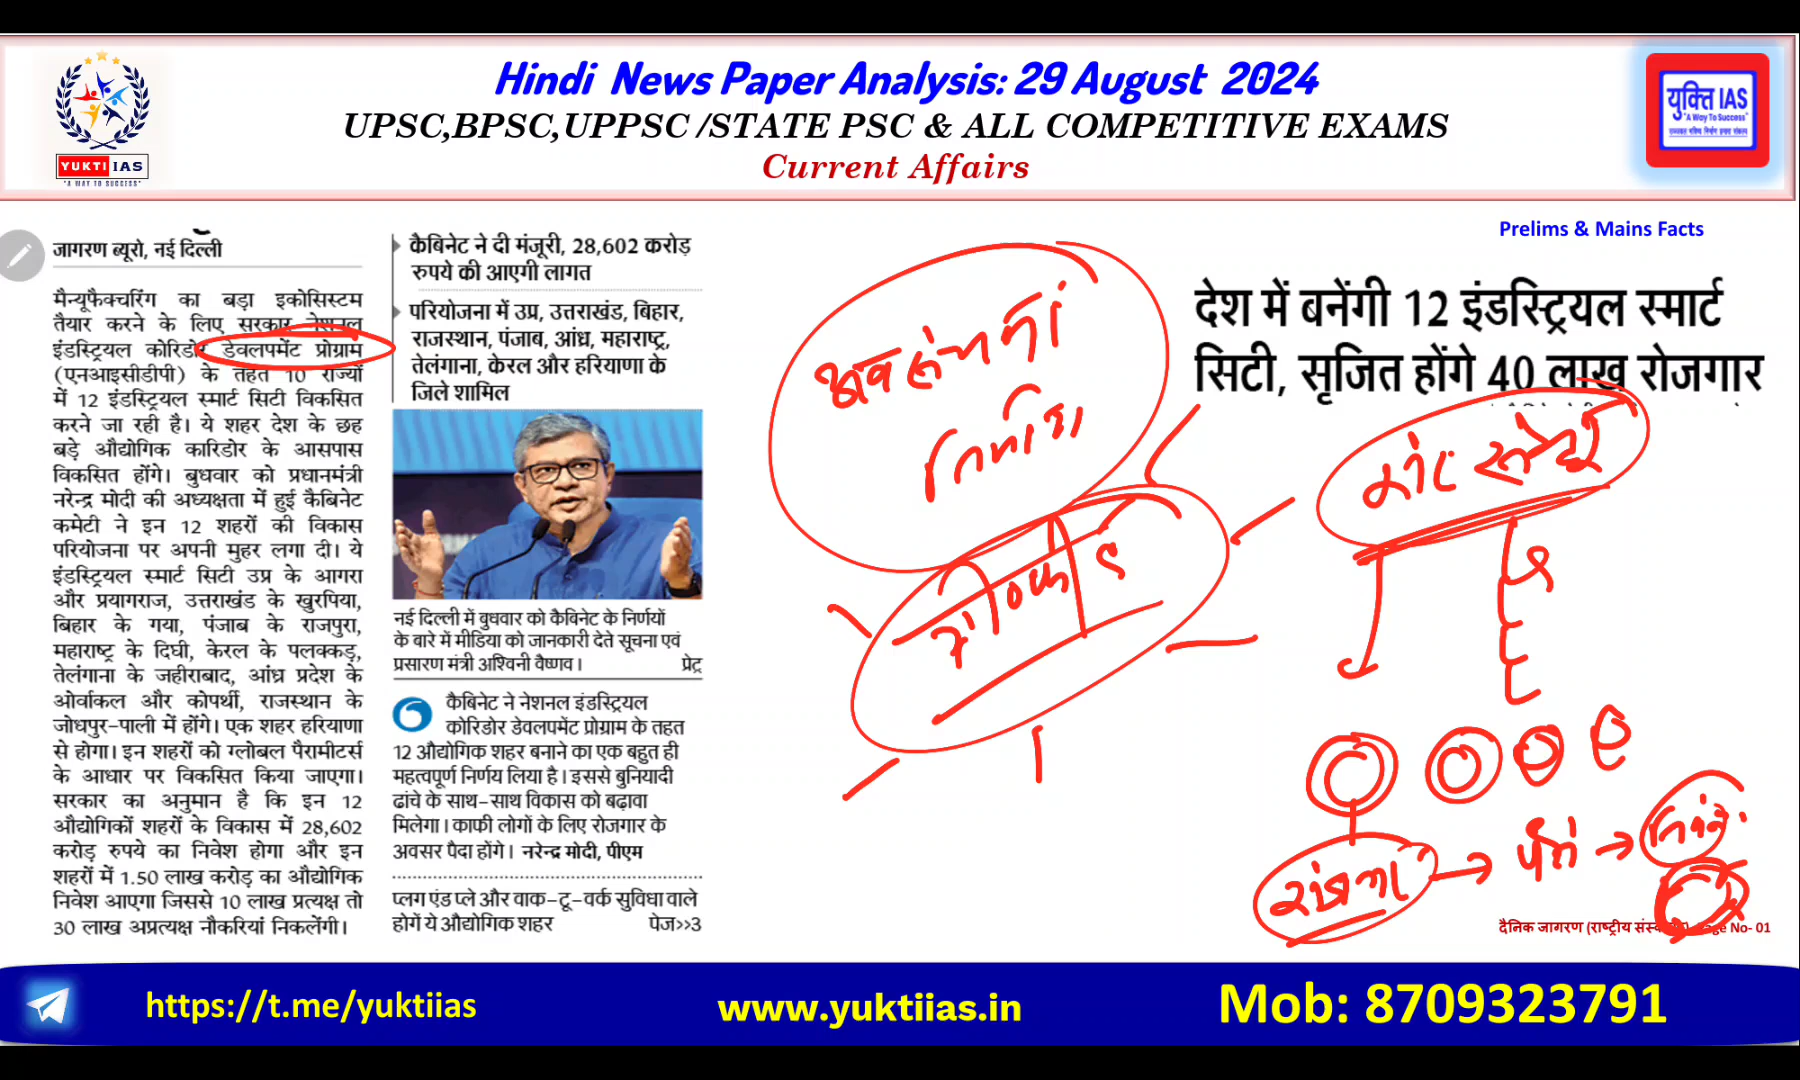 Hindi News Paper Analysis: 29 August 2024
UPSC,BPSC,UPPSC /STATE PSC & ALL COMPETITIVE EXAMS
Current Affairs
YUKTI IAS
"A WAY TO SUCCESS"
युक्ति IAS
"A Way To Success"
Prelims & Mains Facts
देश में बनेंगी 12 इंडस्ट्रियल स्मार्ट
सिटी, सृजित होंगे 40 लाख रोजगार
जागरण ब्यूरो, नई दिल्ली
मैन्यूफैक्चरिंग का बड़ा इकोसिस्टम
तैयार करने के लिए सरकार नेशनल
इंडस्ट्रियल कोरिडोर डेवलपमेंट प्रोग्राम
(एनआइसीडीपी) के तहत 10 राज्यों
में 12 इंडस्ट्रियल स्मार्ट सिटी विकसित
करने जा रही है। ये शहर देश के छह
बड़े औद्योगिक कारिडोर के आसपास
विकसित होंगे। बुधवार को प्रधानमंत्री
नरेन्द्र मोदी की अध्यक्षता में हुई कैबिनेट
कमेटी ने इन 12 शहरों की विकास
परियोजना पर अपनी मुहर लगा दी। ये
इंडस्ट्रियल स्मार्ट सिटी उप्र के आगरा
और प्रयागराज, उत्तराखंड के खुरपिया,
बिहार के गया, पंजाब के राजपुरा,
महाराष्ट्र के दिघी, केरल के पलक्कड़,
तेलंगाना के जहीराबाद, आंध्र प्रदेश के
ओर्वाकल और कोपर्थी, राजस्थान के
जोधपुर-पाली में होंगे। एक शहर हरियाणा
से होगा। इन शहरों को ग्लोबल पैरामीटर्स
के आधार पर विकसित किया जाएगा।
सरकार का अनुमान है कि इन 12
औद्योगिकों शहरों के विकास में 28,602
करोड़ रुपये का निवेश होगा और इन
शहरों में 1.50 लाख करोड़ का औद्योगिक
निवेश आएगा जिससे 10 लाख प्रत्यक्ष तो
30 लाख अप्रत्यक्ष नौकरियां निकलेंगी।
कैबिनेट ने दी मंजूरी, 28,602 करोड़
रुपये की आएगी लागत
परियोजना में उप्र, उत्तराखंड, बिहार,
राजस्थान, पंजाब, आंध्र, महाराष्ट्र,
तेलंगाना, केरल और हरियाणा के
जिले शामिल
नई दिल्ली में बुधवार को कैबिनेट के निर्णयों
के बारे में मीडिया को जानकारी देते सूचना एवं
प्रसारण मंत्री अश्विनी वैष्णव। प्रेट्र
कैबिनेट ने नेशनल इंडस्ट्रियल
कोरिडोर डेवलपमेंट प्रोग्राम के तहत
12 औद्योगिक शहर बनाने का एक बहुत ही
महत्वपूर्ण निर्णय लिया है। इससे बुनियादी
ढांचे के साथ-साथ विकास को बढ़ावा
मिलेगा। काफी लोगों के लिए रोजगार के
अवसर पैदा होंगे। नरेन्द्र मोदी, पीएम
प्लग एंड प्ले और वाक-टू-वर्क सुविधा वाले
होगें ये औद्योगिक शहर पेज>>3
दैनिक जागरण (राष्ट्रीय No- 01
https://t.me/yuktiias
www.yuktiias.in
Mob: 8709323791